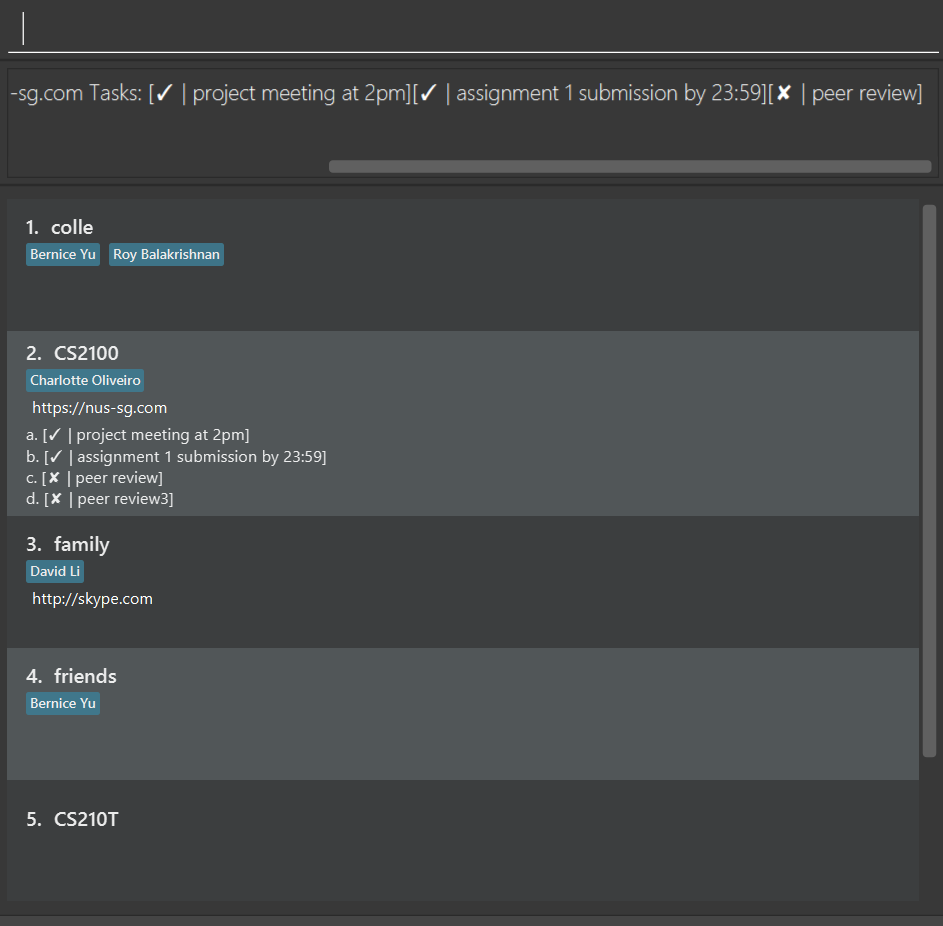 -sg.com Tasks: [✓ | project meeting at 2pm][✓ | assignment 1 submission by 23:59][✘ | peer review]
1. colle
Bernice Yu Roy Balakrishnan
2. CS2100
Charlotte Oliveiro
https://nus-sg.com
a. [✓ | project meeting at 2pm]
b. [✓ | assignment 1 submission by 23:59]
c. [✘ | peer review]
d. [✘ | peer review3]
3. family
David Li
http://skype.com
4. friends
Bernice Yu
5. CS210T